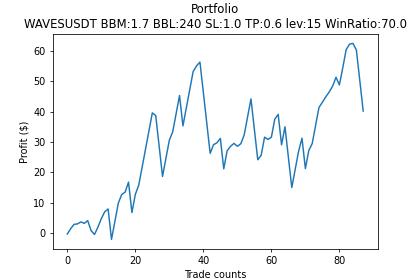 Portfolio
WAVESUSDT BBM:1.7 BBL:240 SL:1.0 TP:0.6 lev:15 WinRatio:70.0
60
50
40
30
20
10
0
Profit ($)
0 20 40 60 80
Trade counts